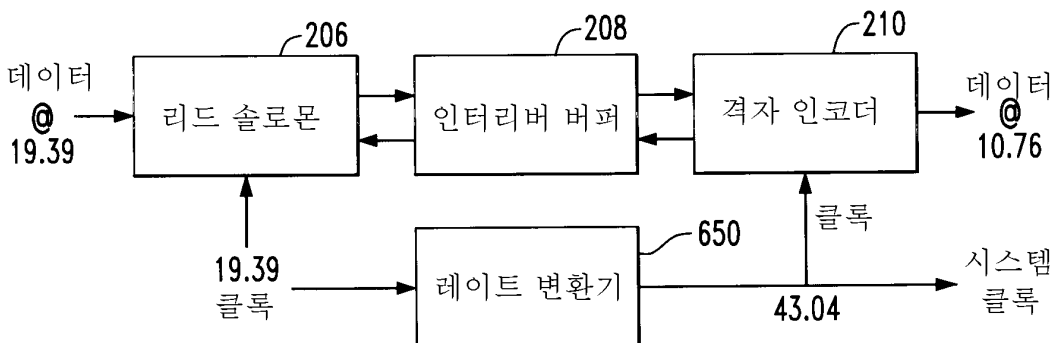 206
208
210
데이터
@
19.39
리드 솔로몬
인터리버 버퍼
격자 인코더
데이터
@
10.76
클록
650
19.39
클록
레이트 변환기
43.04
시스템
클록